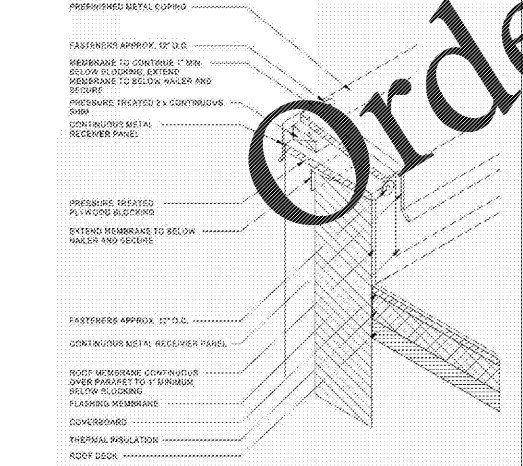 PREFINISHED METAL COPING
FASTENERS APPROX. 12" O.C.
MEMBRANE TO CONTINUE 1" MIN
BELOW BLOCKING, EXTEND
MEMBRANE TO BELOW NAILER AND
SECURE
PRESSURE TREATED 2 x CONTINUOUS
SHIM
CONTINUOUS METAL
RECEIVER PANEL
Orde
PRESSURE TREATED
PLYWOOD BLOCKING
EXTEND MEMBRANE TO BELOW
NAILER AND SECURE
FASTENERS APPROX. 12" O.C.
CONTINUOUS METAL RECEIVER PANEL
ROOF MEMBRANE CONTINUOUS
OVER PARAPET TO 1" MINIMUM
BELOW BLOCKING
FLASHING MEMBRANE
COVERBOARD
THERMAL INSULATION
ROOF DECK